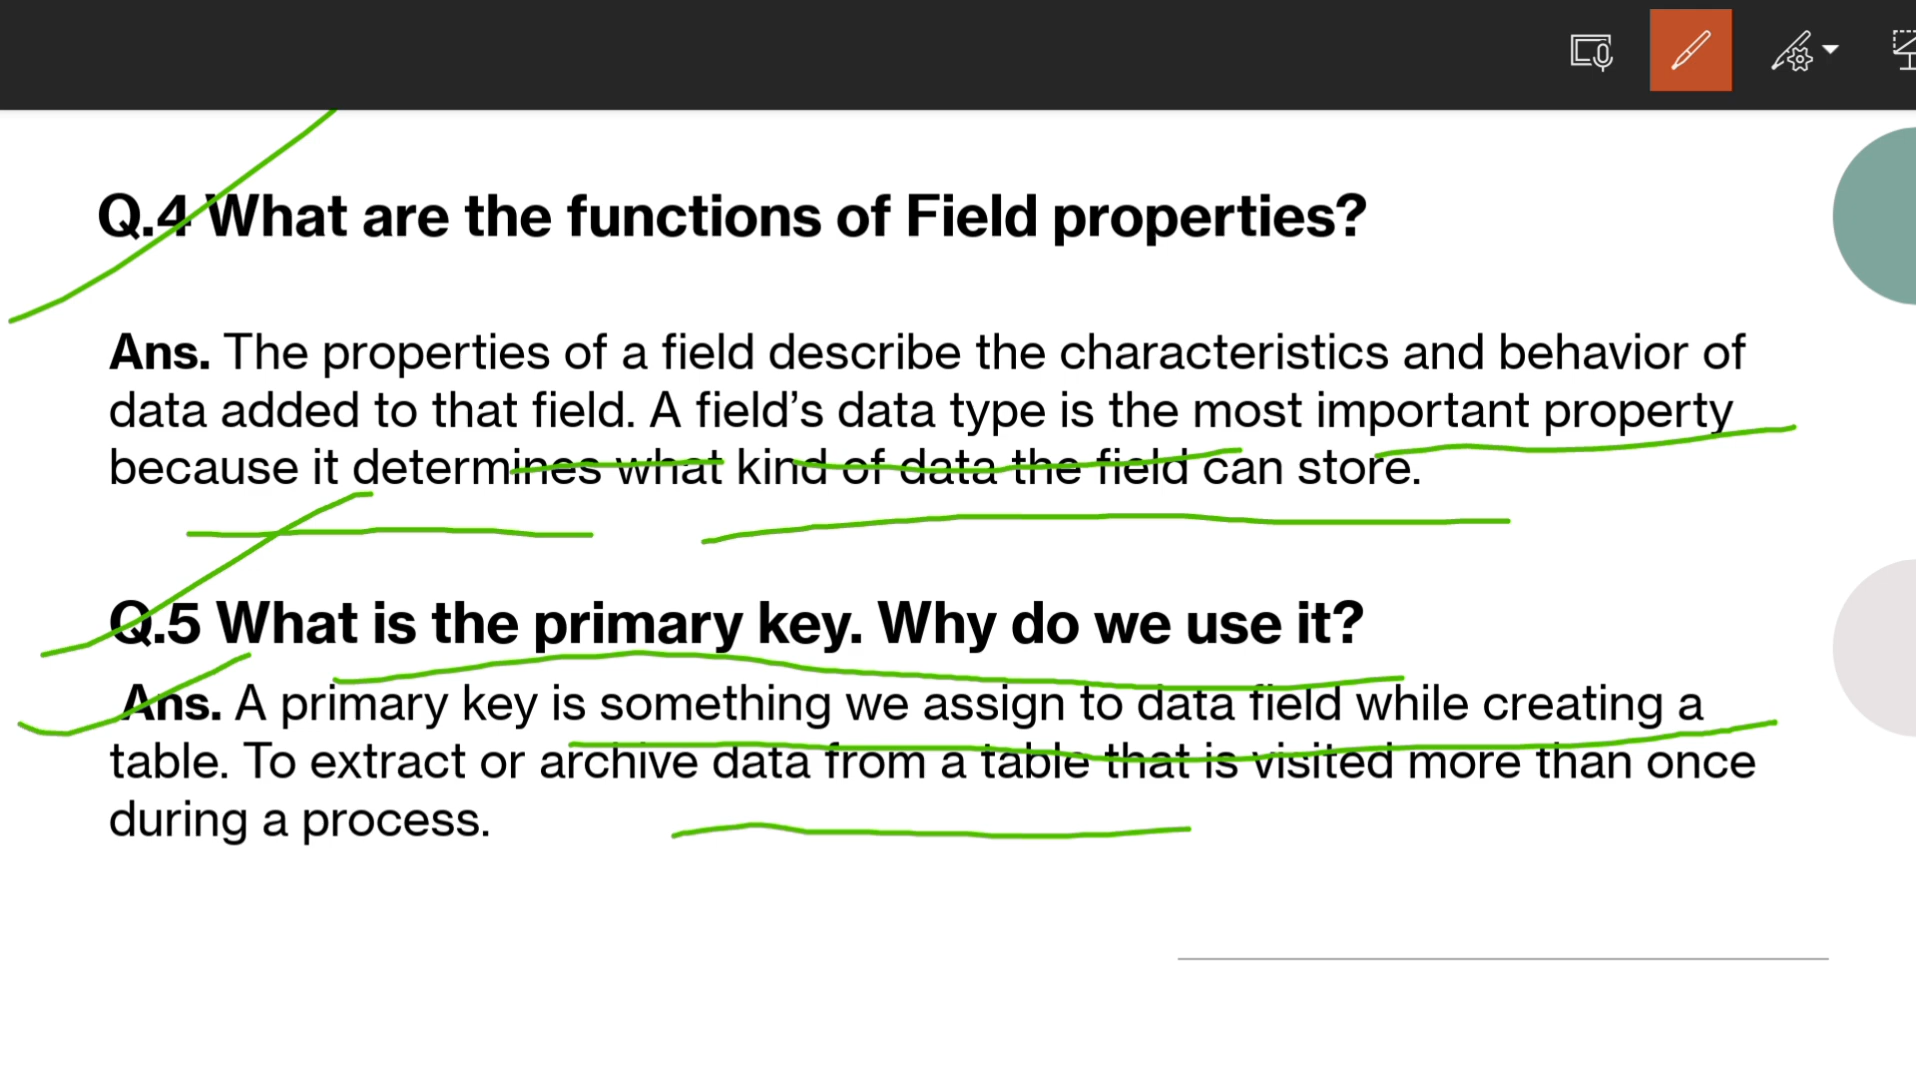 Q.4 What are the functions of Field properties?
Ans. The properties of a field describe the characteristics and behavior of
data added to that field. A field’s data type is the most important property
because it determines what kind of data the field can store.
Q.5 What is the primary key. Why do we use it?
Ans. A primary key is something we assign to data field while creating a
table. To extract or archive data from a table that is visited more than once
during a process.